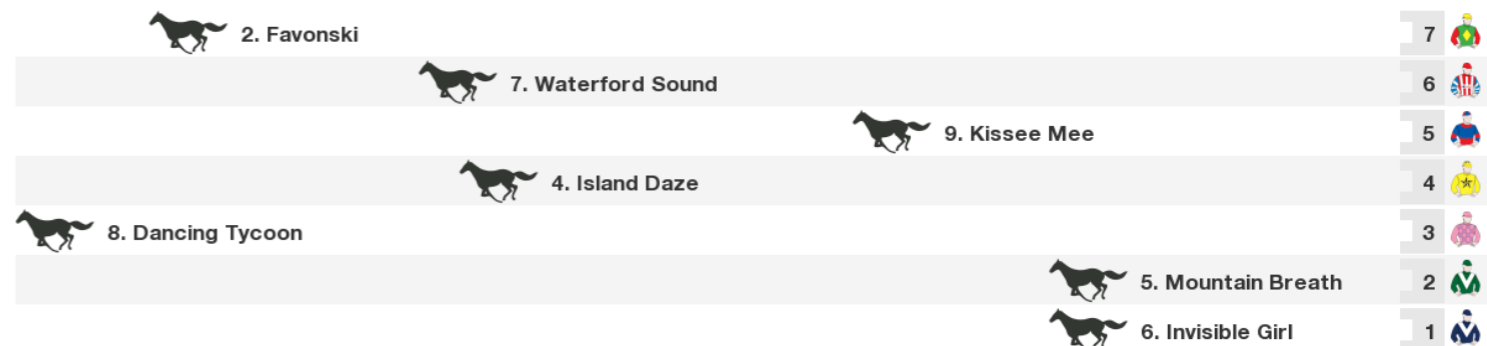 2. Favonski 7
7. Waterford Sound 6
9. Kissee Mee 5
4. Island Daze 4
8. Dancing Tycoon 3
5. Mountain Breath 2
6. Invisible Girl 1